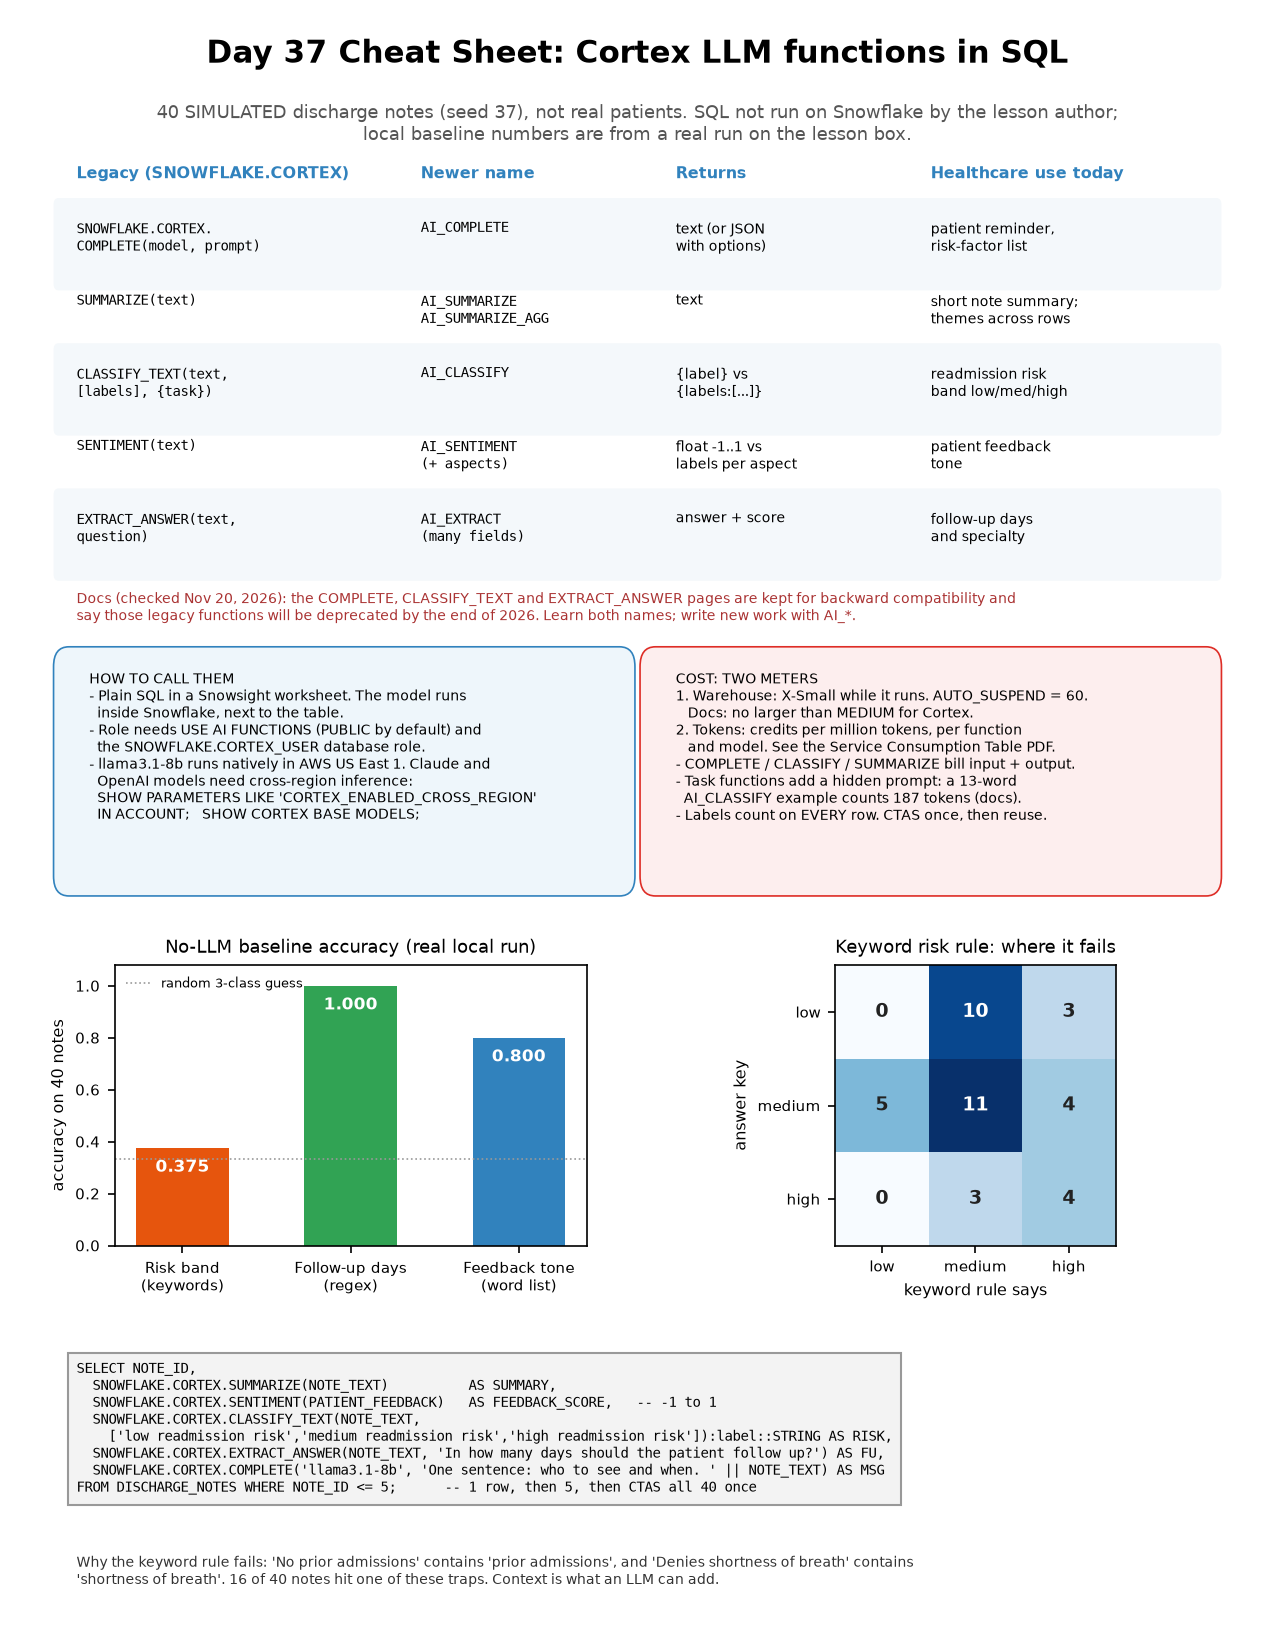 Day 37 Cheat Sheet: Cortex LLM functions in SQL
40 SIMULATED discharge notes (seed 37), not real patients. SQL not run on Snowflake by the lesson author;
local baseline numbers are from a real run on the lesson box.
Legacy (SNOWFLAKE.CORTEX) Newer name Returns Healthcare use today
SNOWFLAKE.CORTEX. AI_COMPLETE text (or JSON patient reminder,
COMPLETE(model, prompt) with options) risk-factor list
SUMMARIZE(text) AI_SUMMARIZE text short note summary;
AI_SUMMARIZE_AGG themes across rows
CLASSIFY_TEXT(text, AI_CLASSIFY {label} vs readmission risk
[labels], {task}) {labels:[...]} band low/med/high
SENTIMENT(text) AI_SENTIMENT float -1..1 vs patient feedback
(+ aspects) labels per aspect tone
EXTRACT_ANSWER(text, AI_EXTRACT answer + score follow-up days
question) (many fields) and specialty
Docs (checked Nov 20, 2026): the COMPLETE, CLASSIFY_TEXT and EXTRACT_ANSWER pages are kept for backward compatibility and
say those legacy functions will be deprecated by the end of 2026. Learn both names; write new work with AI_*.
HOW TO CALL THEM
- Plain SQL in a Snowsight worksheet. The model runs
inside Snowflake, next to the table.
- Role needs USE AI FUNCTIONS (PUBLIC by default) and
the SNOWFLAKE.CORTEX_USER database role.
- llama3.1-8b runs natively in AWS US East 1. Claude and
OpenAI models need cross-region inference:
SHOW PARAMETERS LIKE 'CORTEX_ENABLED_CROSS_REGION'
IN ACCOUNT;   SHOW CORTEX BASE MODELS;
COST: TWO METERS
1. Warehouse: X-Small while it runs. AUTO_SUSPEND = 60.
Docs: no larger than MEDIUM for Cortex.
2. Tokens: credits per million tokens, per function
and model. See the Service Consumption Table PDF.
- COMPLETE / CLASSIFY / SUMMARIZE bill input + output.
- Task functions add a hidden prompt: a 13-word
AI_CLASSIFY example counts 187 tokens (docs).
- Labels count on EVERY row. CTAS once, then reuse.
No-LLM baseline accuracy (real local run)
random 3-class guess
accuracy on 40 notes
1.0
0.8
0.6
0.4
0.2
0.0
0.375
1.000
0.800
Risk band Follow-up days Feedback tone
(keywords) (regex) (word list)
Keyword risk rule: where it fails
answer key
low 0 10 3
medium 5 11 4
high 0 3 4
low medium high
keyword rule says
SELECT NOTE_ID,
  SNOWFLAKE.CORTEX.SUMMARIZE(NOTE_TEXT)          AS SUMMARY,
  SNOWFLAKE.CORTEX.SENTIMENT(PATIENT_FEEDBACK)   AS FEEDBACK_SCORE,   -- -1 to 1
  SNOWFLAKE.CORTEX.CLASSIFY_TEXT(NOTE_TEXT,
    ['low readmission risk','medium readmission risk','high readmission risk']):label::STRING AS RISK,
  SNOWFLAKE.CORTEX.EXTRACT_ANSWER(NOTE_TEXT, 'In how many days should the patient follow up?') AS FU,
  SNOWFLAKE.CORTEX.COMPLETE('llama3.1-8b', 'One sentence: who to see and when. ' || NOTE_TEXT) AS MSG
FROM DISCHARGE_NOTES WHERE NOTE_ID <= 5;      -- 1 row, then 5, then CTAS all 40 once
Why the keyword rule fails: 'No prior admissions' contains 'prior admissions', and 'Denies shortness of breath' contains
'shortness of breath'. 16 of 40 notes hit one of these traps. Context is what an LLM can add.